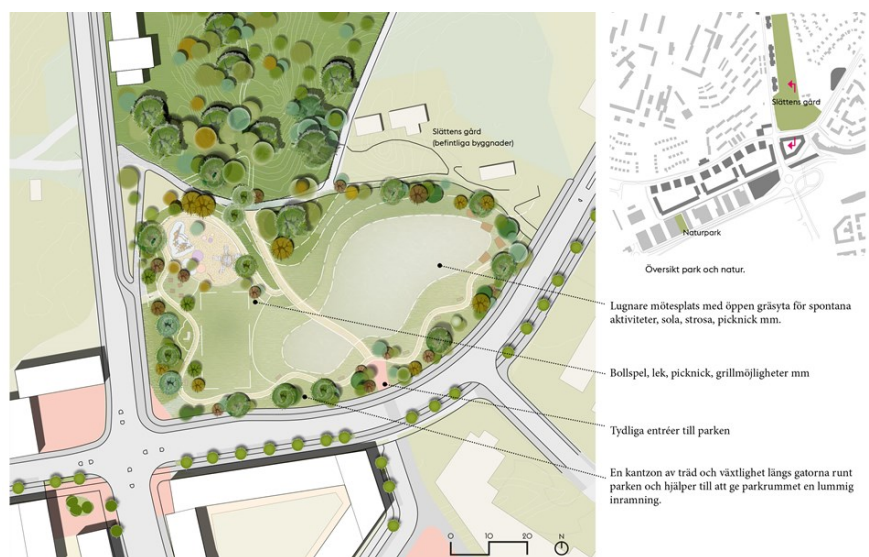 Slättens gård
(befintliga byggnader)
0 10 20 N
Slättens gård
Naturpark
Översikt park och natur.
Lugnare mötesplats med öppen gräsyta för spontana
aktiviteter, sola, strosa, picknick mm.
Bollspel, lek, picknick, grillmöjligheter mm
Tydliga entréer till parken
En kantzon av träd och växtlighet längs gatorna runt
parken och hjälper till att ge parkrummet en lummig
inramning.